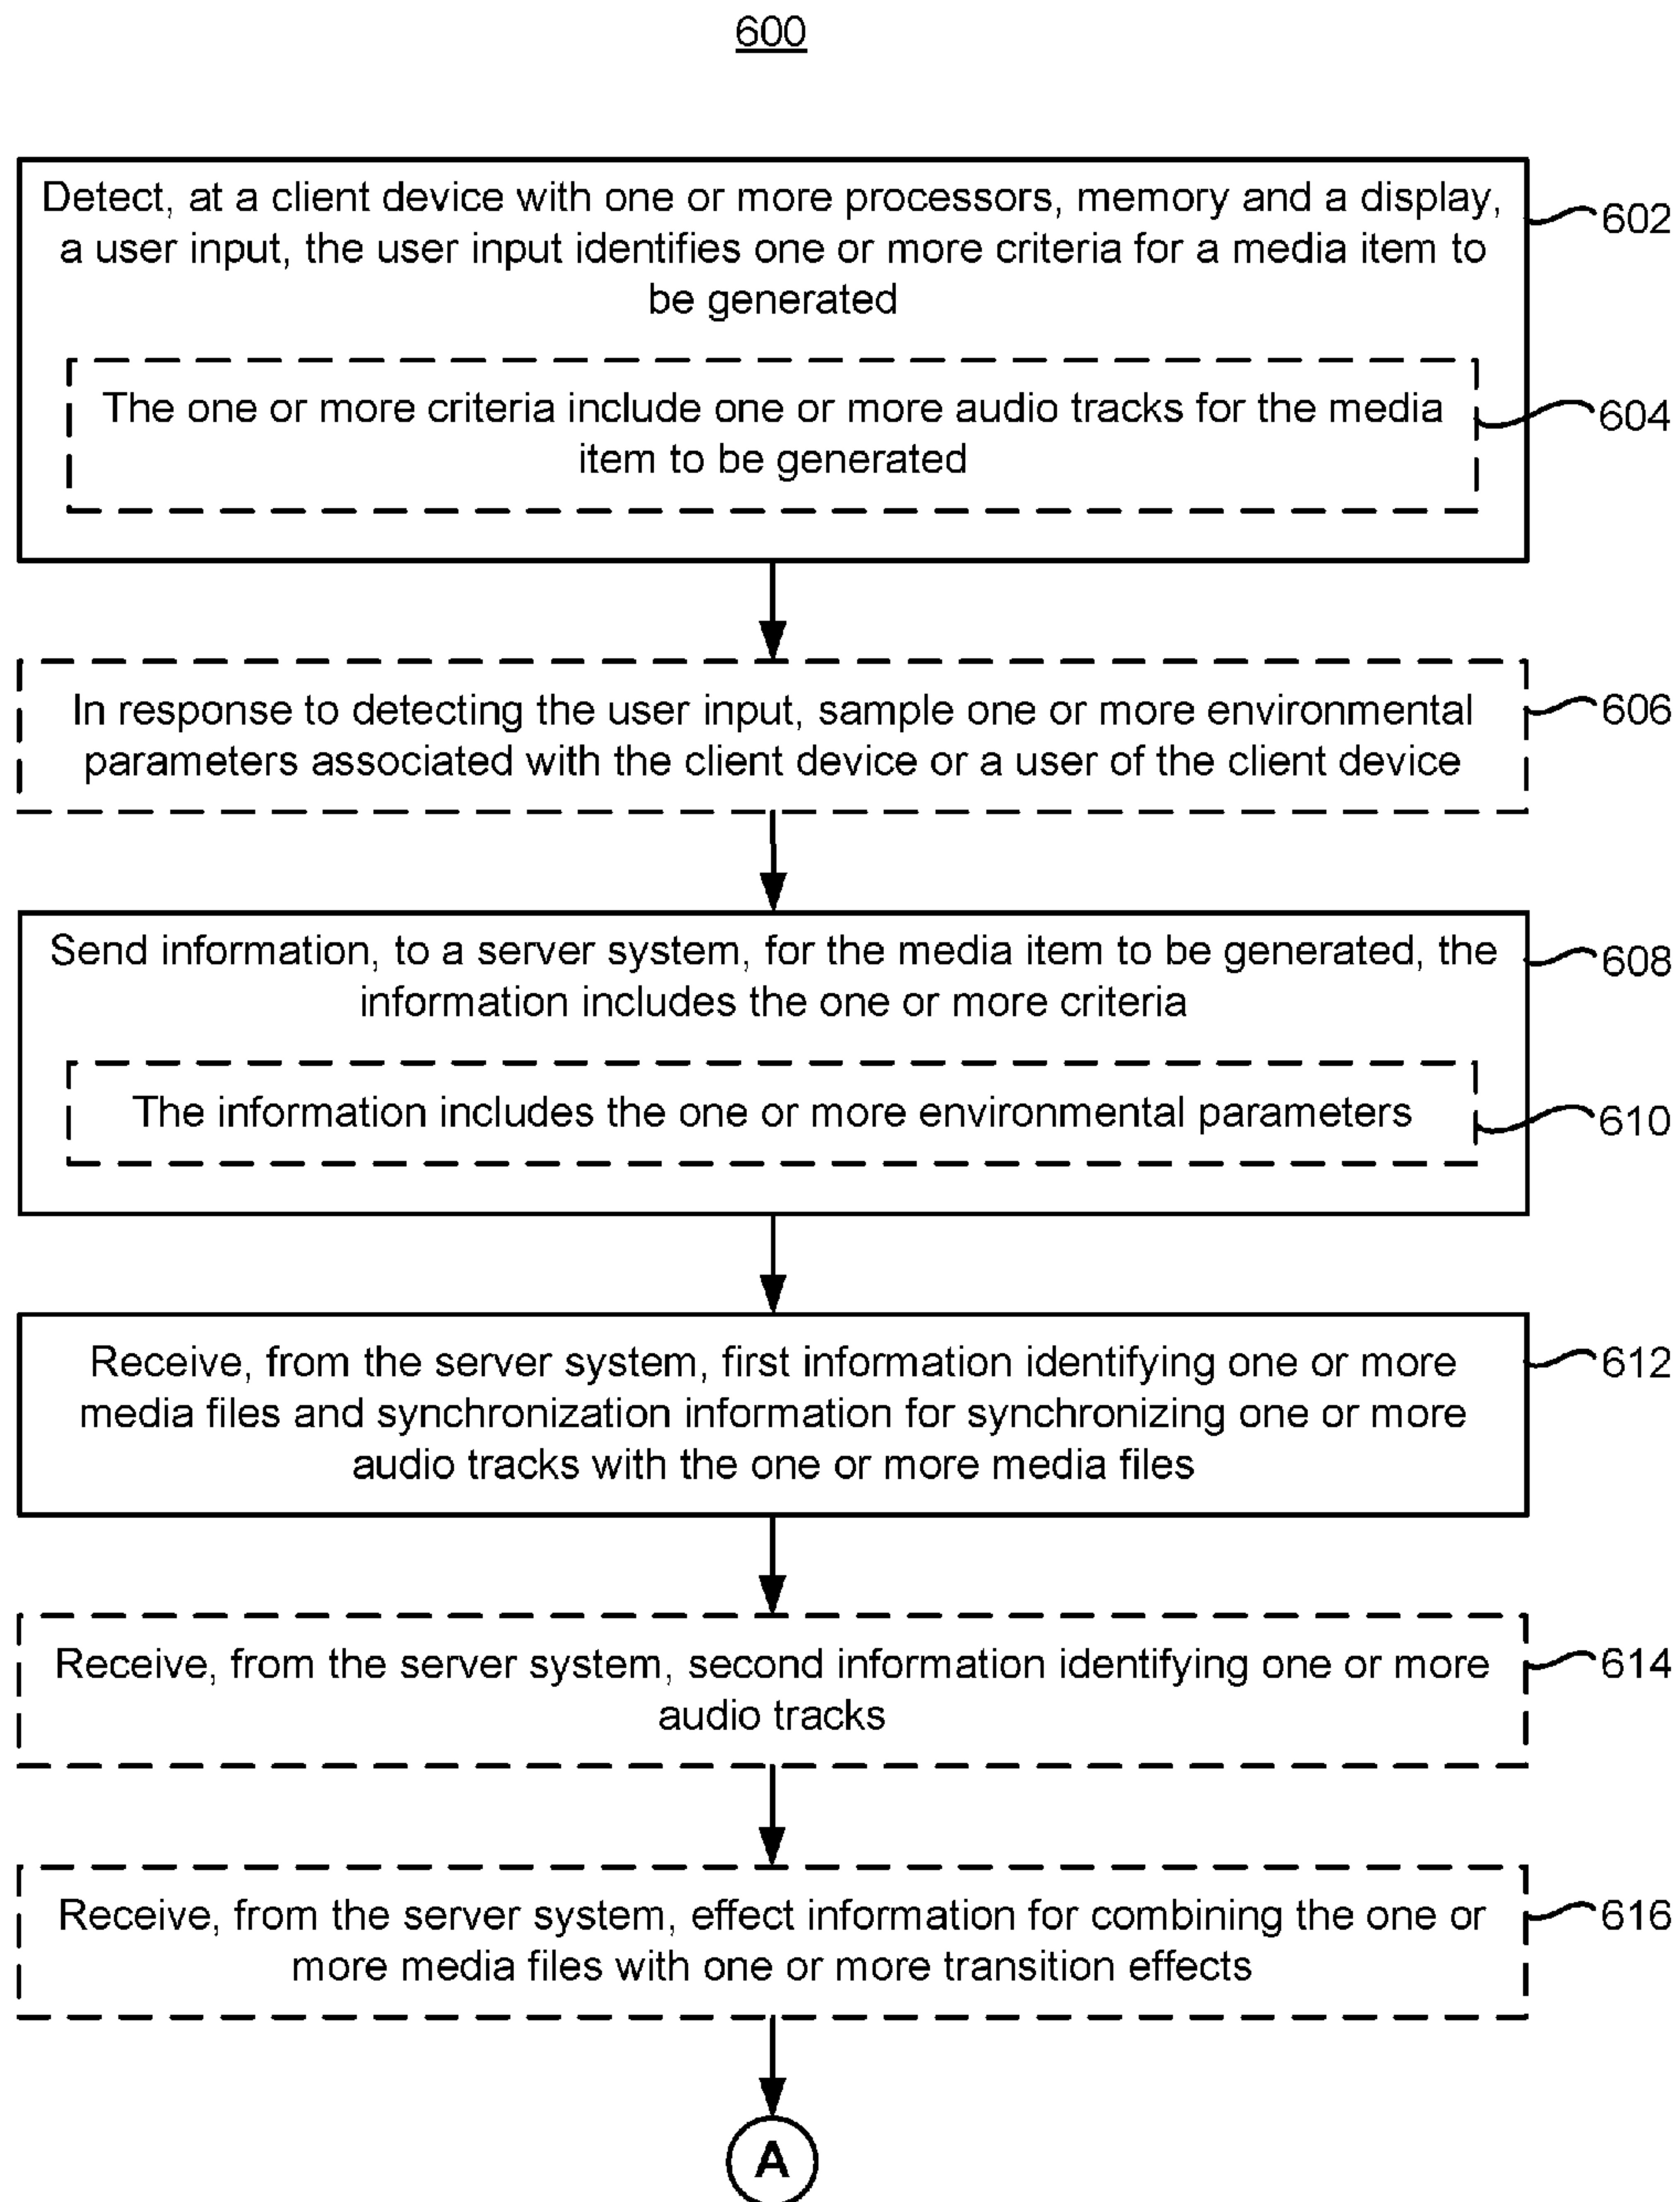 600
Detect, at a client device with one or more processors, memory and a display,
a user input, the user input identifies one or more criteria for a media item to
be generated
602
The one or more criteria include one or more audio tracks for the media
item to be generated
604
In response to detecting the user input, sample one or more environmental
parameters associated with the client device or a user of the client device
606
Send information, to a server system, for the media item to be generated, the
information includes the one or more criteria
608
The information includes the one or more environmental parameters
610
Receive, from the server system, first information identifying one or more
media files and synchronization information for synchronizing one or more
audio tracks with the one or more media files
612
Receive, from the server system, second information identifying one or more
audio tracks
614
Receive, from the server system, effect information for combining the one or
more media files with one or more transition effects
616
A